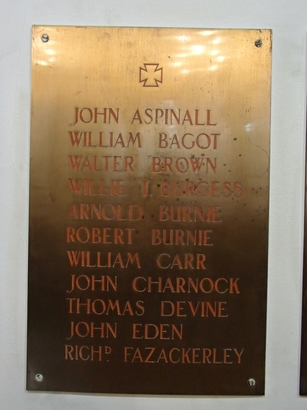 JOHN ASPINALL
WILLIAM BAGOT
WALTER BROWN
WILLIE J. BURGESS
ARNOLD BURNIE
ROBERT BURNIE
WILLIAM CARR
JOHN CHARNOCK
THOMAS DEVINE
JOHN EDEN
RICHD FAZACKERLEY